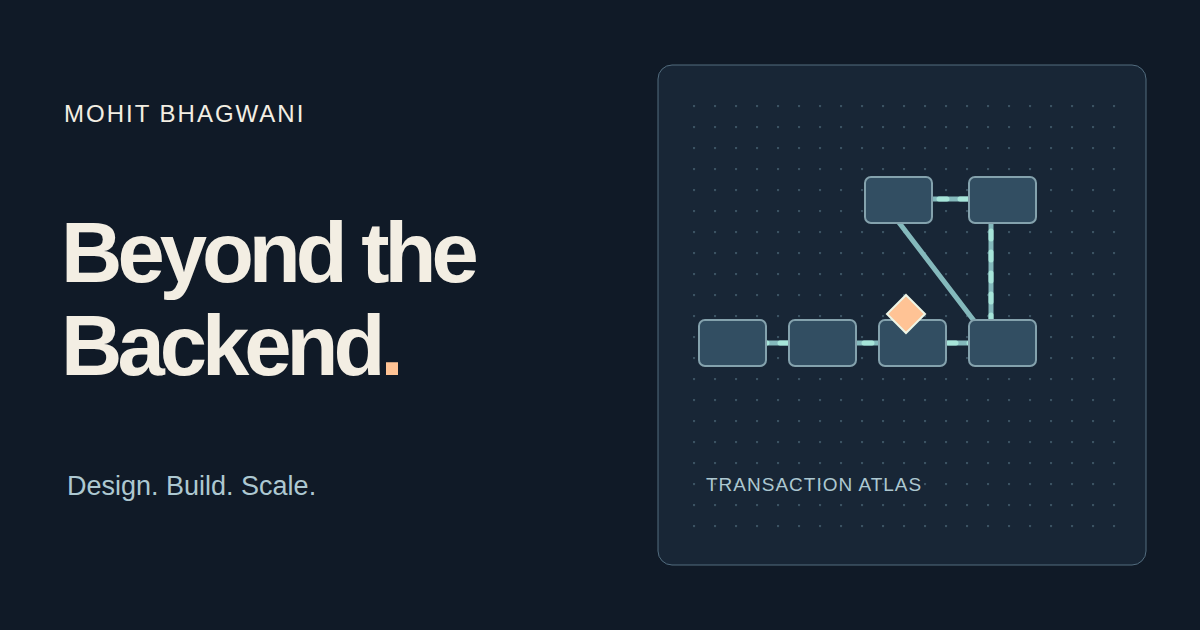 MOHIT BHAGWANI
Beyond the
Backend.
Design. Build. Scale.
TRANSACTION ATLAS